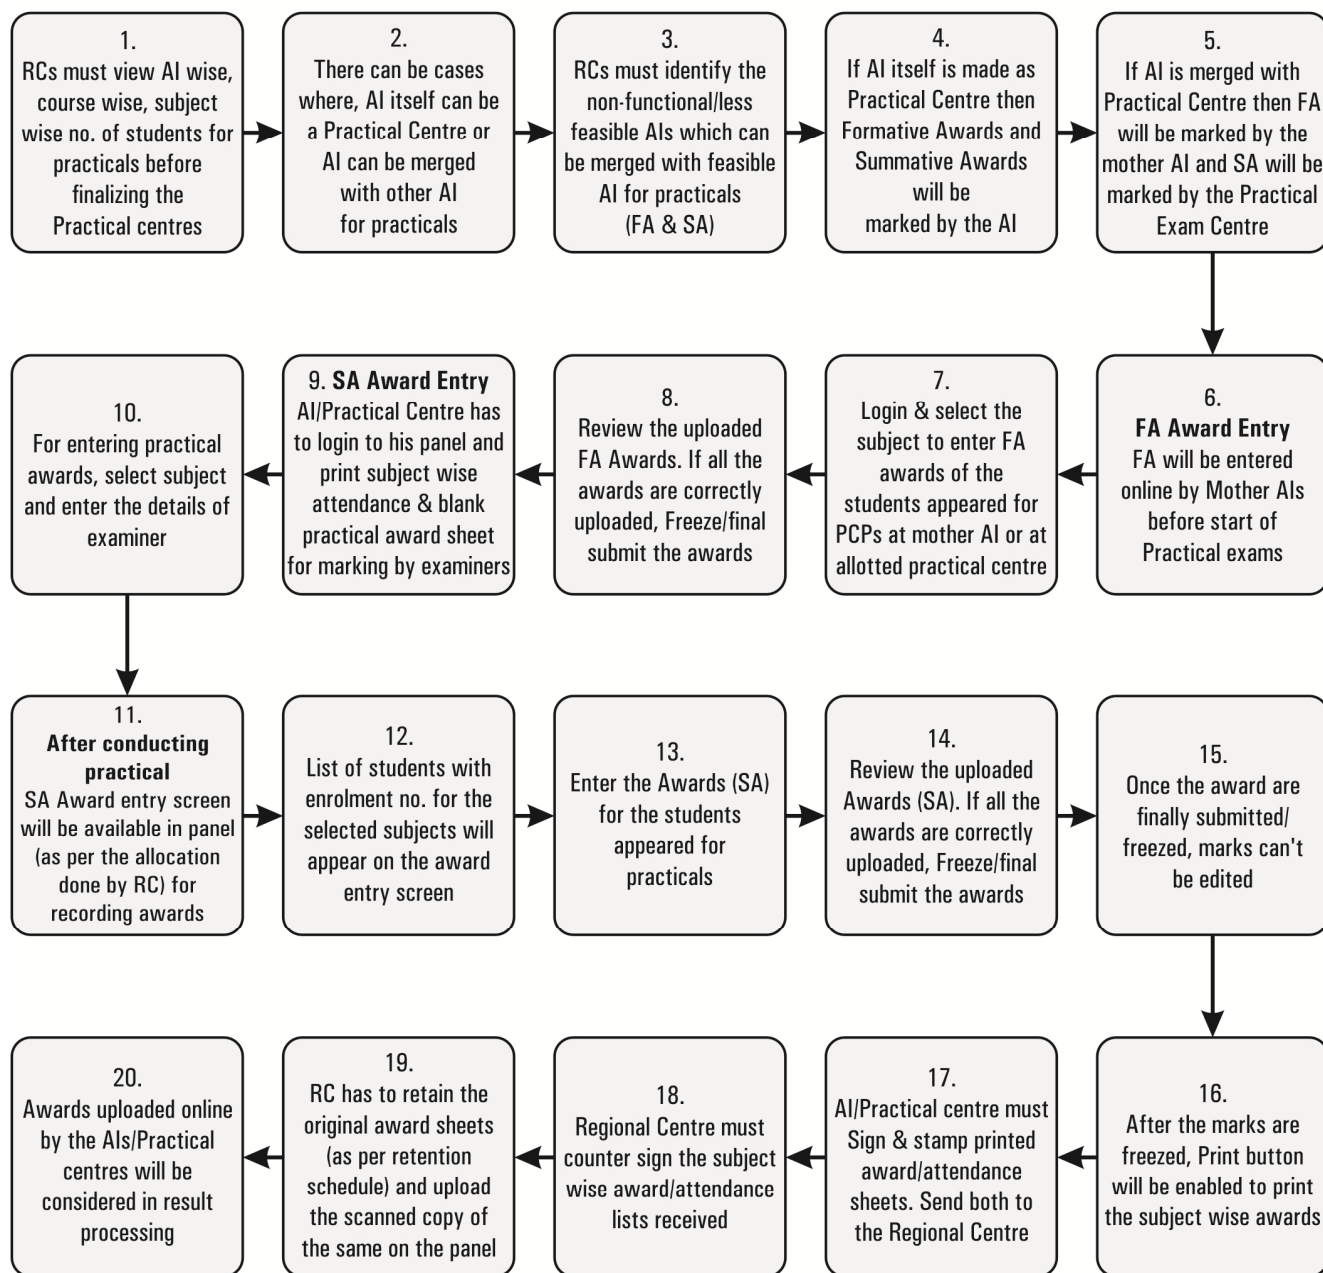 1.
RCs must view AI wise,
course wise, subject
wise no. of students for
practicals before
finalizing the
Practical centres
2.
There can be cases
where, AI itself can be
a Practical Centre or
AI can be merged
with other AI
for practicals
3.
RCs must identify the
non-functional/less
feasible AIs which can
be merged with feasible
AI for practicals
(FA & SA)
4.
If AI itself is made as
Practical Centre then
Formative Awards and
Summative Awards
will be
marked by the AI
5.
If AI is merged with
Practical Centre then FA
will be marked by the
mother AI and SA will be
marked by the Practical
Exam Centre
6.
FA Award Entry
FA will be entered
online by Mother AIs
before start of
Practical exams
7.
Login & select the
subject to enter FA
awards of the
students appeared for
PCPs at mother AI or at
allotted practical centre
8.
Review the uploaded
FA Awards. If all the
awards are correctly
uploaded, Freeze/final
submit the awards
9. SA Award Entry
AI/Practical Centre has
to login to his panel and
print subject wise
attendance & blank
practical award sheet
for marking by examiners
10.
For entering practical
awards, select subject
and enter the details of
examiner
11.
After conducting
practical
SA Award entry screen
will be available in panel
(as per the allocation
done by RC) for
recording awards
12.
List of students with
enrolment no. for the
selected subjects will
appear on the award
entry screen
13.
Enter the Awards (SA)
for the students
appeared for
practicals
14.
Review the uploaded
Awards (SA). If all the
awards are correctly
uploaded, Freeze/final
submit the awards
15.
Once the award are
finally submitted/
freezed, marks can't
be edited
16.
After the marks are
freezed, Print button
will be enabled to print
the subject wise awards
17.
AI/Practical centre must
Sign & stamp printed
award/attendance
sheets. Send both to
the Regional Centre
18.
Regional Centre must
counter sign the subject
wise award/attendance
lists received
19.
RC has to retain the
original award sheets
(as per retention
schedule) and upload
the scanned copy of
the same on the panel
20.
Awards uploaded online
by the AIs/Practical
centres will be
considered in result
processing